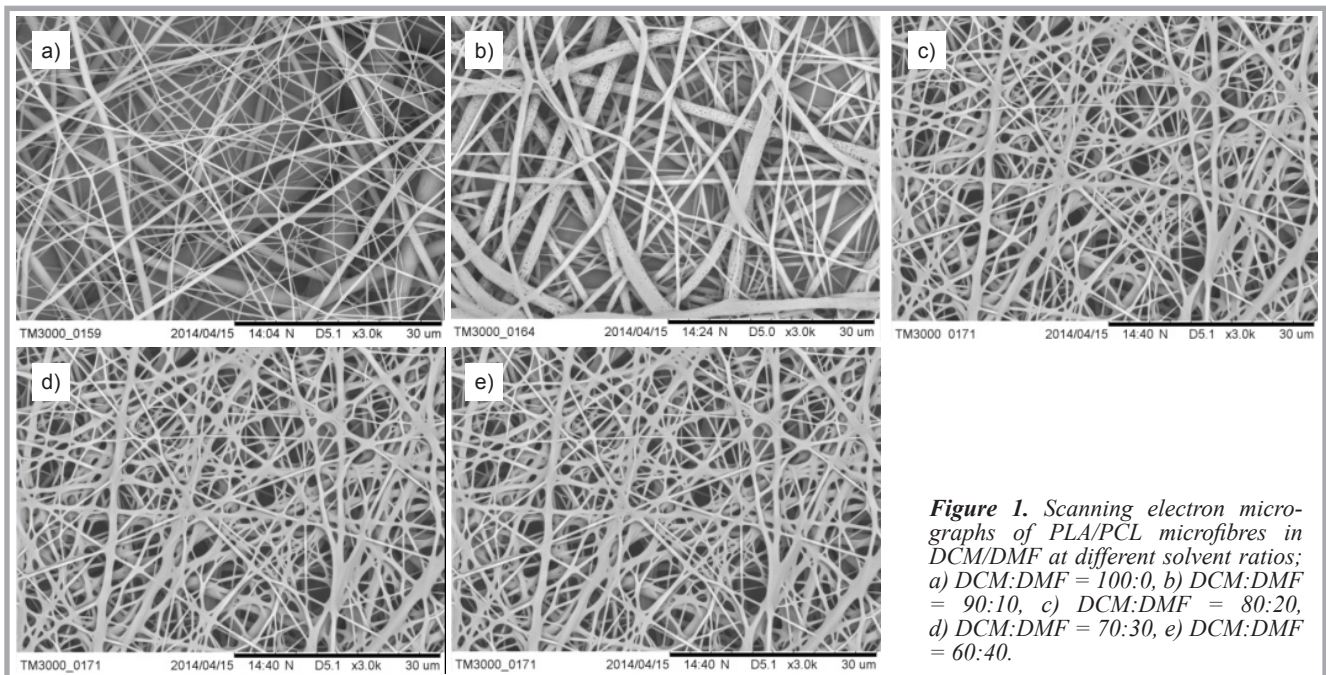 a)
TM3000_0159 2014/04/15 14:04 N D5.1 x3.0k 30 um
b)
TM3000_0164 2014/04/15 14:24 N D5.0 x3.0k 30 um
c)
TM3000_0171 2014/04/15 14:40 N D5.1 x3.0k 30 um
d)
TM3000_0171 2014/04/15 14:40 N D5.1 x3.0k 30 um
e)
TM3000_0171 2014/04/15 14:40 N D5.1 x3.0k 30 um
Figure 1. Scanning electron micro-
graphs of PLA/PCL microfibres in
DCM/DMF at different solvent ratios;
a) DCM:DMF = 100:0, b) DCM:DMF
= 90:10, c) DCM:DMF = 80:20,
d) DCM:DMF = 70:30, e) DCM:DMF
= 60:40.